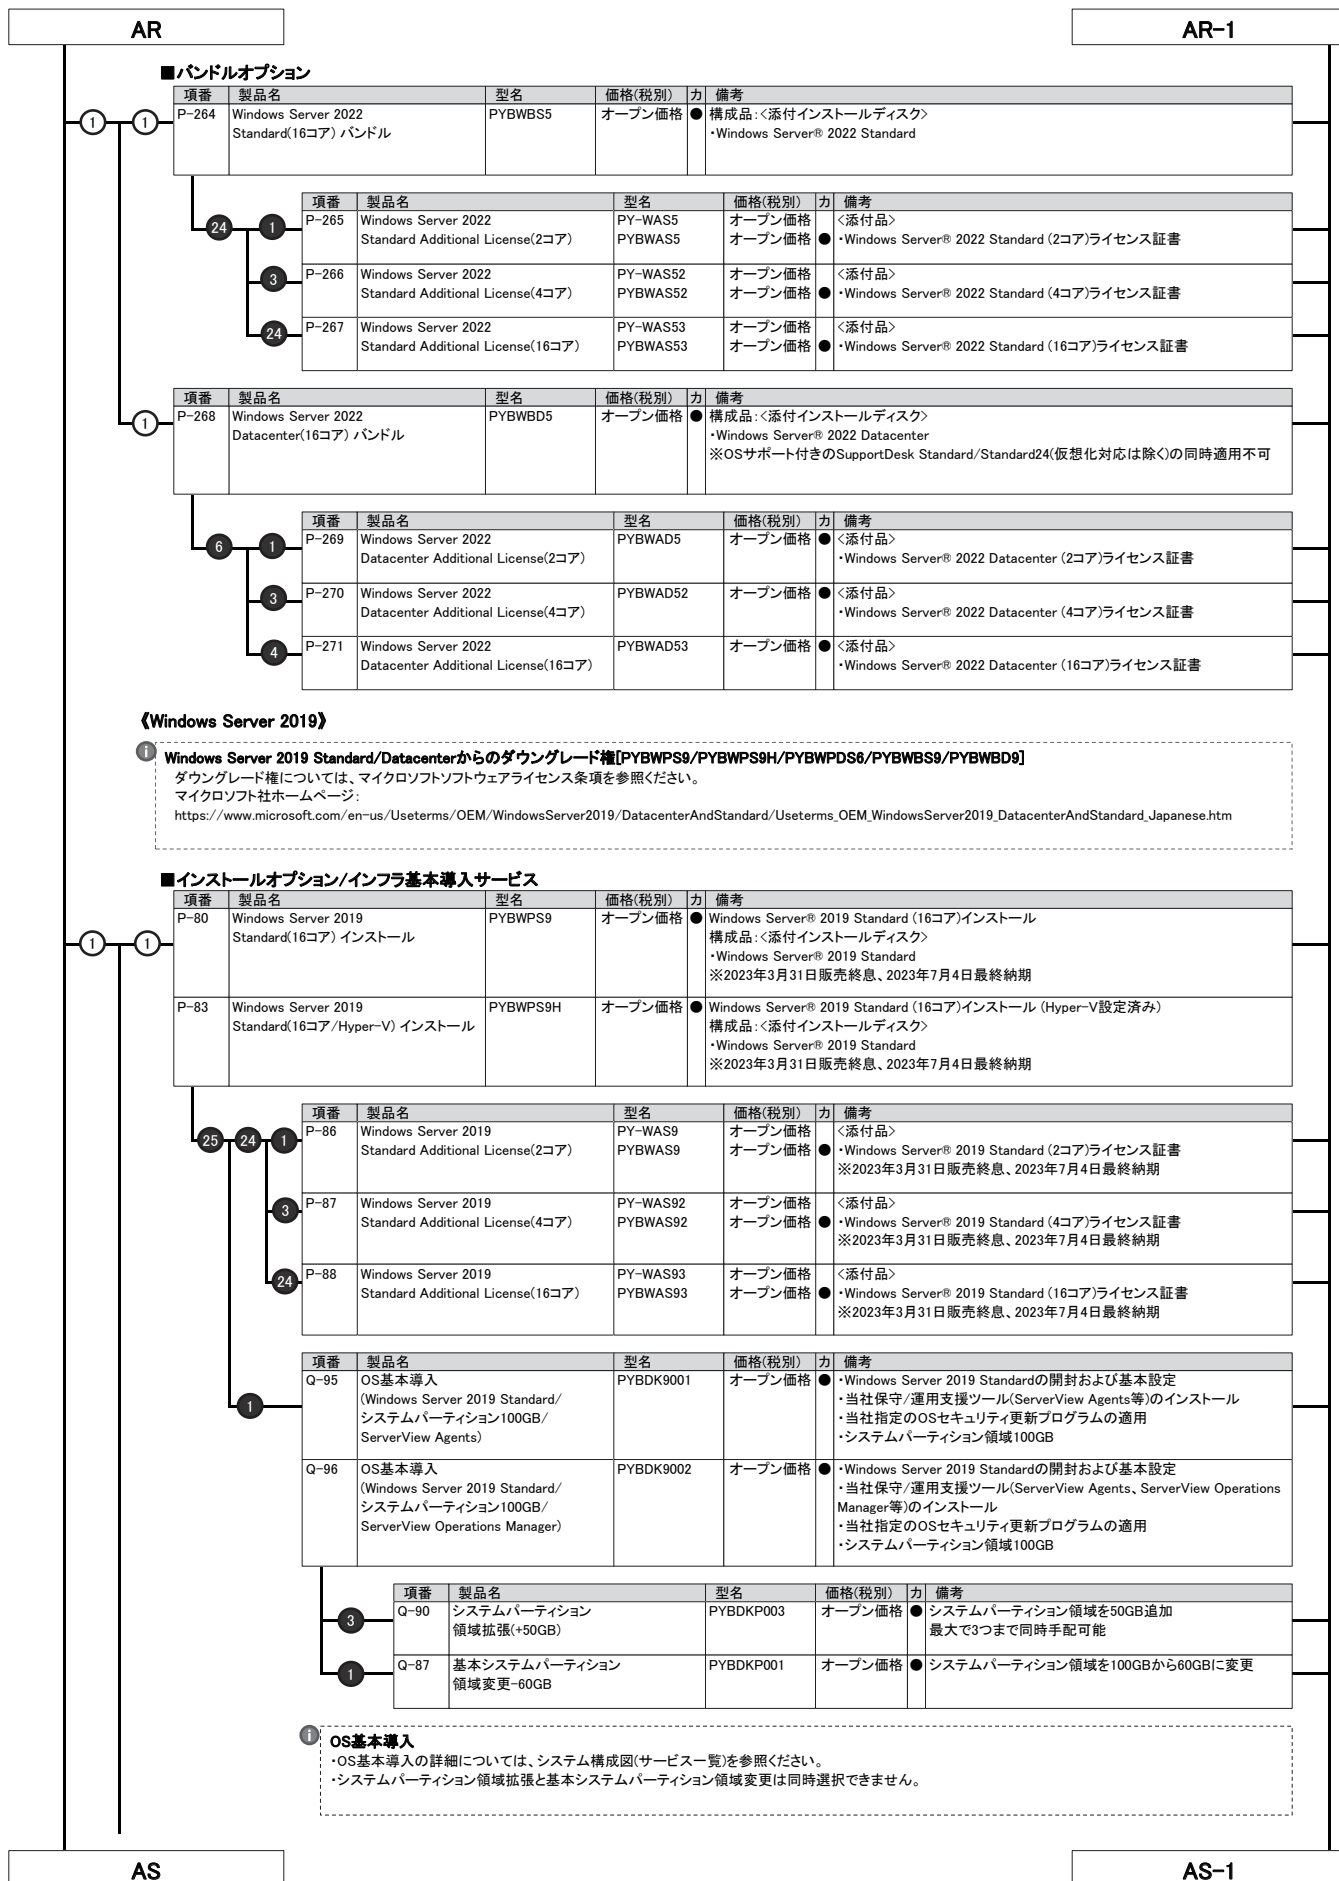 AR
AR-1
■バンドルオプション
項番 製品名 型名 価格(税別) カ 備考
① ① P-264 Windows Server 2022 PYBWBS5 オープン価格 ● 構成品:<添付インストールディスク>
Standard(16コア) バンドル ・Windows Server® 2022 Standard
項番 製品名 型名 価格(税別) カ 備考
24 1 P-265 Windows Server 2022 PY-WAS5 オープン価格 <添付品>
Standard Additional License(2コア) PYBWAS5 オープン価格 ● ・Windows Server® 2022 Standard (2コア)ライセンス証書
3 P-266 Windows Server 2022 PY-WAS52 オープン価格 <添付品>
Standard Additional License(4コア) PYBWAS52 オープン価格 ● ・Windows Server® 2022 Standard (4コア)ライセンス証書
24 P-267 Windows Server 2022 PY-WAS53 オープン価格 <添付品>
Standard Additional License(16コア) PYBWAS53 オープン価格 ● ・Windows Server® 2022 Standard (16コア)ライセンス証書
項番 製品名 型名 価格(税別) カ 備考
① P-268 Windows Server 2022 PYBWBD5 オープン価格 ● 構成品:<添付インストールディスク>
Datacenter(16コア) バンドル ・Windows Server® 2022 Datacenter
※OSサポート付きのSupportDesk Standard/Standard24(仮想化対応は除く)の同時適用不可
項番 製品名 型名 価格(税別) カ 備考
6 1 P-269 Windows Server 2022 PYBWAD5 オープン価格 ● <添付品>
Datacenter Additional License(2コア) ・Windows Server® 2022 Datacenter (2コア)ライセンス証書
3 P-270 Windows Server 2022 PYBWAD52 オープン価格 ● <添付品>
Datacenter Additional License(4コア) ・Windows Server® 2022 Datacenter (4コア)ライセンス証書
4 P-271 Windows Server 2022 PYBWAD53 オープン価格 ● <添付品>
Datacenter Additional License(16コア) ・Windows Server® 2022 Datacenter (16コア)ライセンス証書
《Windows Server 2019》
i Windows Server 2019 Standard/Datacenterからのダウングレード権[PYBWPS9/PYBWPS9H/PYBWPDS6/PYBWBS9/PYBWBD9]
ダウングレード権については、マイクロソフトソフトウェアライセンス条項を参照ください。
マイクロソフト社ホームページ:
https://www.microsoft.com/en-us/Useterms/OEM/WindowsServer2019/DatacenterAndStandard/Useterms_OEM_WindowsServer2019_DatacenterAndStandard_Japanese.htm
■インストールオプション/インフラ基本導入サービス
項番 製品名 型名 価格(税別) カ 備考
① ① P-80 Windows Server 2019 PYBWPS9 オープン価格 ● Windows Server® 2019 Standard (16コア)インストール
Standard(16コア) インストール 構成品:<添付インストールディスク>
・Windows Server® 2019 Standard
※2023年3月31日販売終息、2023年7月4日最終納期
P-83 Windows Server 2019 PYBWPS9H オープン価格 ● Windows Server® 2019 Standard (16コア)インストール (Hyper-V設定済み)
Standard(16コア/Hyper-V) インストール 構成品:<添付インストールディスク>
・Windows Server® 2019 Standard
※2023年3月31日販売終息、2023年7月4日最終納期
項番 製品名 型名 価格(税別) カ 備考
25 24 1 P-86 Windows Server 2019 PY-WAS9 オープン価格 <添付品>
Standard Additional License(2コア) PYBWAS9 オープン価格 ● ・Windows Server® 2019 Standard (2コア)ライセンス証書
※2023年3月31日販売終息、2023年7月4日最終納期
3 P-87 Windows Server 2019 PY-WAS92 オープン価格 <添付品>
Standard Additional License(4コア) PYBWAS92 オープン価格 ● ・Windows Server® 2019 Standard (4コア)ライセンス証書
※2023年3月31日販売終息、2023年7月4日最終納期
24 P-88 Windows Server 2019 PY-WAS93 オープン価格 <添付品>
Standard Additional License(16コア) PYBWAS93 オープン価格 ● ・Windows Server® 2019 Standard (16コア)ライセンス証書
※2023年3月31日販売終息、2023年7月4日最終納期
項番 製品名 型名 価格(税別) カ 備考
1 Q-95 OS基本導入 PYBDK9001 オープン価格 ● ・Windows Server 2019 Standardの開封および基本設定
(Windows Server 2019 Standard/ ・当社保守/運用支援ツール(ServerView Agents等)のインストール
システムパーティション100GB/ ・当社指定のOSセキュリティ更新プログラムの適用
ServerView Agents) ・システムパーティション領域100GB
Q-96 OS基本導入 PYBDK9002 オープン価格 ● ・Windows Server 2019 Standardの開封および基本設定
(Windows Server 2019 Standard/ ・当社保守/運用支援ツール(ServerView Agents、ServerView Operations
システムパーティション100GB/ Manager等)のインストール
ServerView Operations Manager) ・当社指定のOSセキュリティ更新プログラムの適用
・システムパーティション領域100GB
項番 製品名 型名 価格(税別) カ 備考
3 Q-90 システムパーティション PYBDKP003 オープン価格 ● システムパーティション領域を50GB追加
領域拡張(+50GB) 最大で3つまで同時手配可能
1 Q-87 基本システムパーティション PYBDKP001 オープン価格 ● システムパーティション領域を100GBから60GBに変更
領域変更-60GB
i OS基本導入
・OS基本導入の詳細については、システム構成図(サービス一覧)を参照ください。
・システムパーティション領域拡張と基本システムパーティション領域変更は同時選択できません。
AS
AS-1